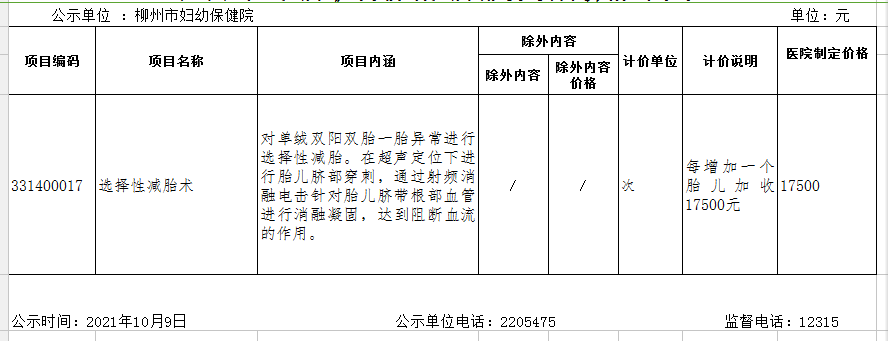 公示单位 ：柳州市妇幼保健院 单位：元
项目编码 项目名称 项目内涵 除外内容 计价单位 计价说明 医院制定价格
除外内容 除外内容
价格
331400017 选择性减胎术
对单绒双阳双胎一胎异常进行
选择性减胎。在超声定位下进
行胎儿脐部穿刺，通过射频消
融电击针对胎儿脐带根部血管
进行消融凝固，达到阻断血流
的作用。
/ / 次
每增加一个
胎儿加收
17500元
17500
公示时间：2021年10月9日 公示单位电话：2205475 监督电话：12315